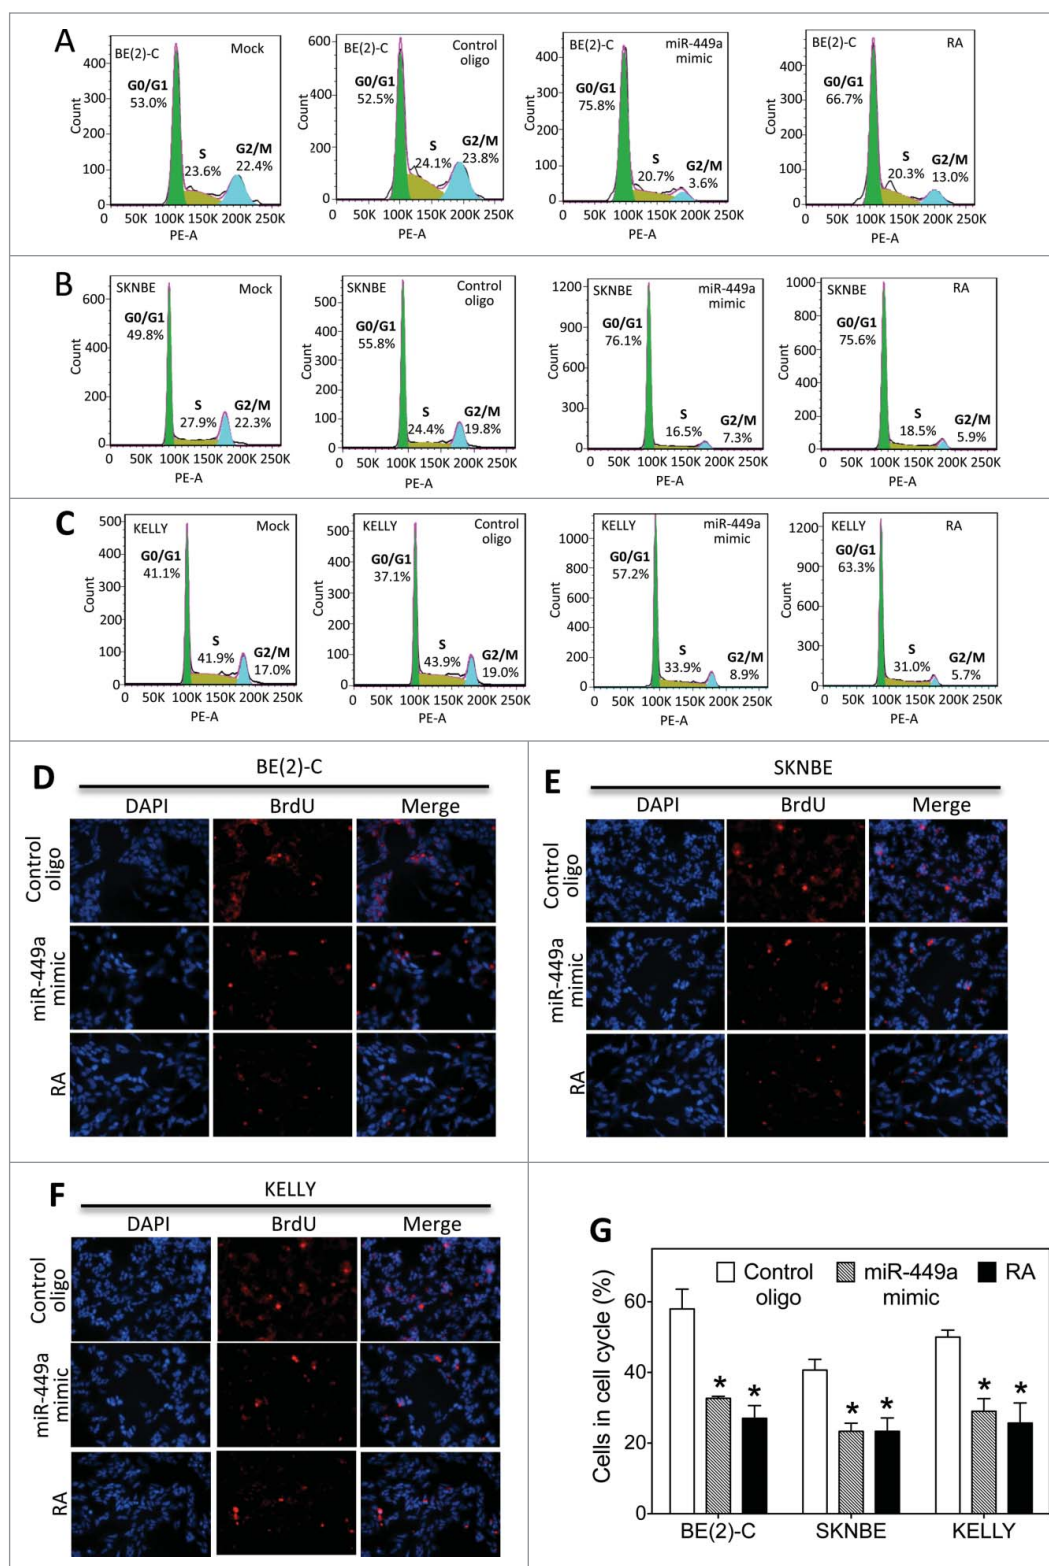 A
BE(2)-C
Mock
G0/G1
53.0%
S
23.6%
G2/M
22.4%
Count
400
300
200
100
0
50K 100K 150K 200K 250K
PE-A
BE(2)-C
Control
oligo
G0/G1
52.5%
S
24.1%
G2/M
23.8%
Count
600
400
200
0
0 50K 100K 150K 200K 250K
PE-A
BE(2)-C
miR-449a
mimic
G0/G1
75.8%
S
20.7%
G2/M
3.6%
Count
400
300
200
100
0
50K 100K 150K 200K 250K
PE-A
BE(2)-C
RA
G0/G1
66.7%
S
20.3%
G2/M
13.0%
Count
400
300
200
100
0
50K 100K 150K 200K 250K
PE-A
B
SKNBE
Mock
G0/G1
49.8%
S
27.9%
G2/M
22.3%
Count
600
400
200
0
0 50K 100K 150K 200K 250K
PE-A
SKNBE
Control
oligo
G0/G1
55.8%
S
24.4%
G2/M
19.8%
Count
500
400
300
200
100
0
0 50K 100K 150K 200K 250K
PE-A
SKNBE
miR-449a
mimic
G0/G1
76.1%
S
16.5%
G2/M
7.3%
Count
1200
900
600
300
0
0 50K 100K 150K 200K 250K
PE-A
SKNBE
RA
G0/G1
75.6%
S
18.5%
G2/M
5.9%
Count
1000
800
600
400
200
0
0 50K 100K 150K 200K 250K
PE-A
C
KELLY
Mock
G0/G1
41.1%
S
41.9%
G2/M
17.0%
Count
500
400
300
200
100
0
0 50K 100K 150K 200K 250K
PE-A
KELLY
Control
oligo
G0/G1
37.1%
S
43.9%
G2/M
19.0%
Count
500
400
300
200
100
0
0 50K 100K 150K 200K 250K
PE-A
KELLY
miR-449a
mimic
G0/G1
57.2%
S
33.9%
G2/M
8.9%
Count
1000
800
600
400
200
0
0 50K 100K 150K 200K 250K
PE-A
KELLY
RA
G0/G1
63.3%
S
31.0%
G2/M
5.7%
Count
1200
900
600
300
0
0 50K 100K 150K 200K 250K
PE-A
D
BE(2)-C
DAPI BrdU Merge
Control
oligo
miR-449a
mimic
RA
E
SKNBE
DAPI BrdU Merge
Control
oligo
miR-449a
mimic
RA
F
KELLY
DAPI BrdU Merge
Control
oligo
miR-449a
mimic
RA
G
Cells in cell cycle (%)
Control
oligo
miR-449a
mimic
RA
60
40
20
0
* * * * * *
BE(2)-C SKNBE KELLY